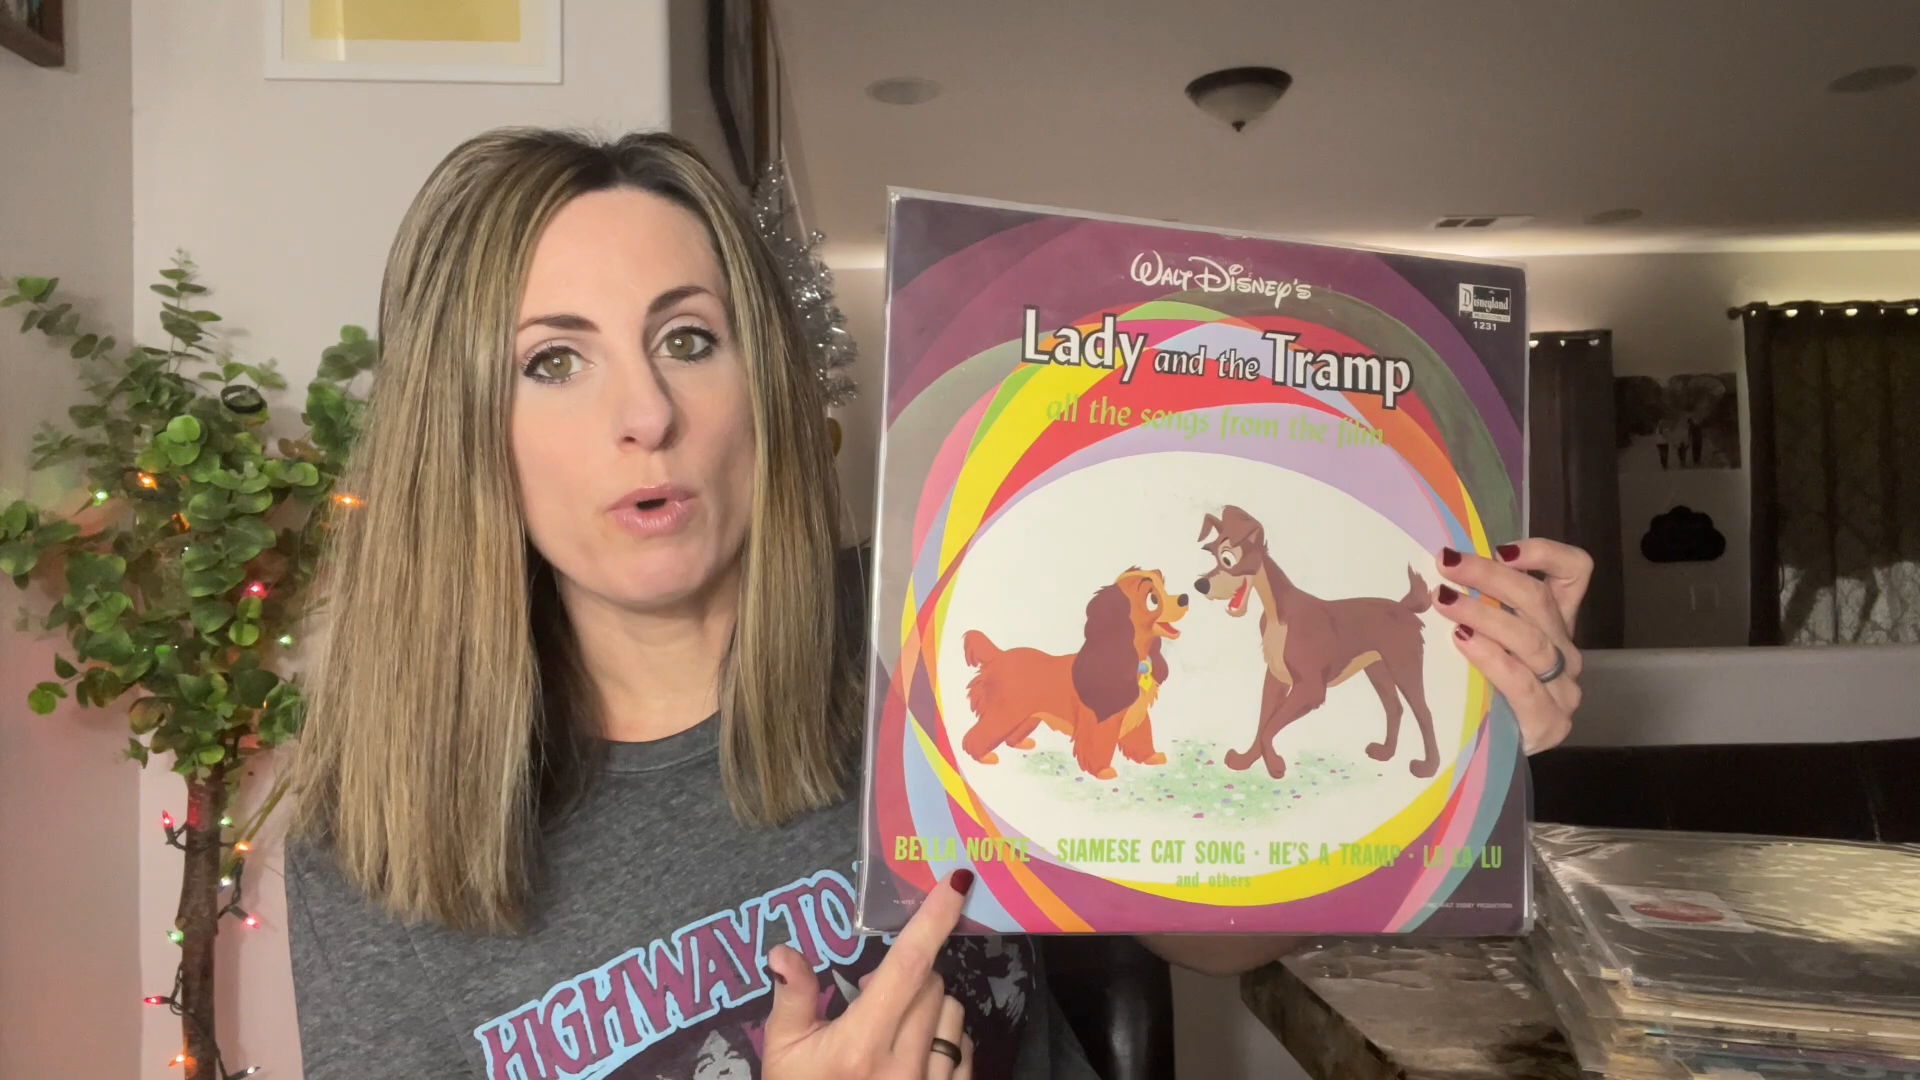 WALT DISNEY'S
Disneyland
1231
Lady and the Tramp
all the songs from the film
BELLA NOTTE · SIAMESE CAT SONG · HE'S A TRAMP · LA LA LU
and others
HIGHWAY TO